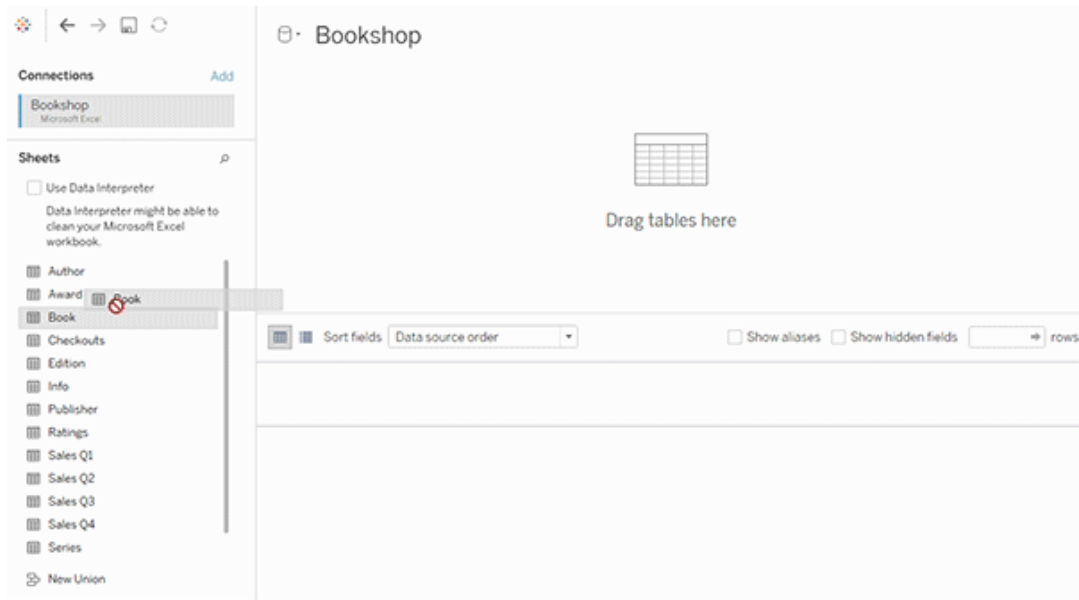 Bookshop
Connections
Add
Bookshop
Microsoft Excel
Sheets
Use Data Interpreter
Data Interpreter might be able to
clean your Microsoft Excel
workbook.
Author
Award
Book
Book
Checkouts
Edition
Info
Publisher
Ratings
Sales Q1
Sales Q2
Sales Q3
Sales Q4
Series
New Union
Drag tables here
Sort fields
Data source order
Show aliases
Show hidden fields
rows